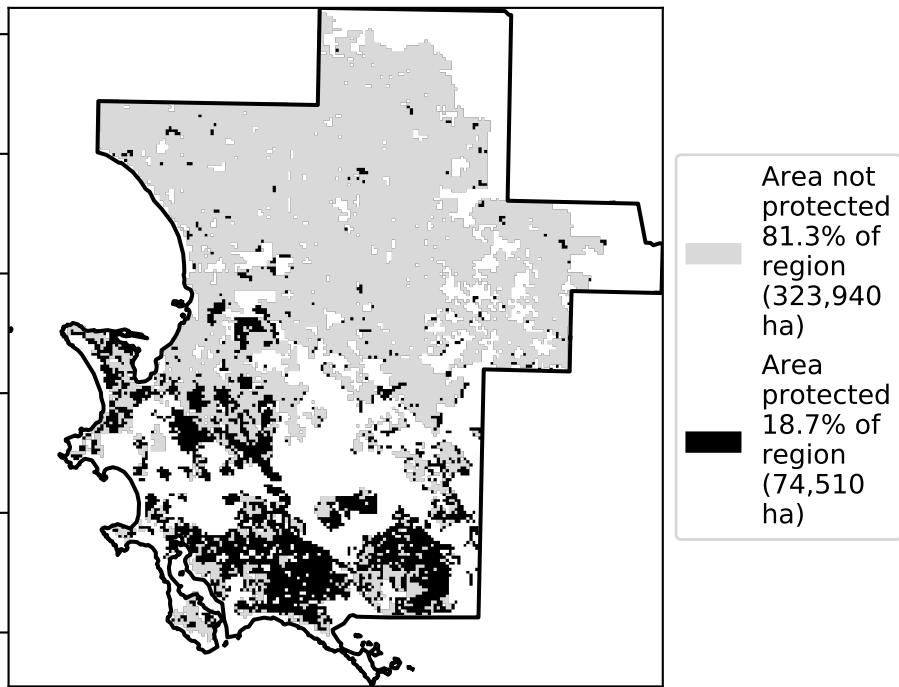 Area not
protected
81.3% of
region
(323,940
ha)
Area
protected
18.7% of
region
(74,510
ha)